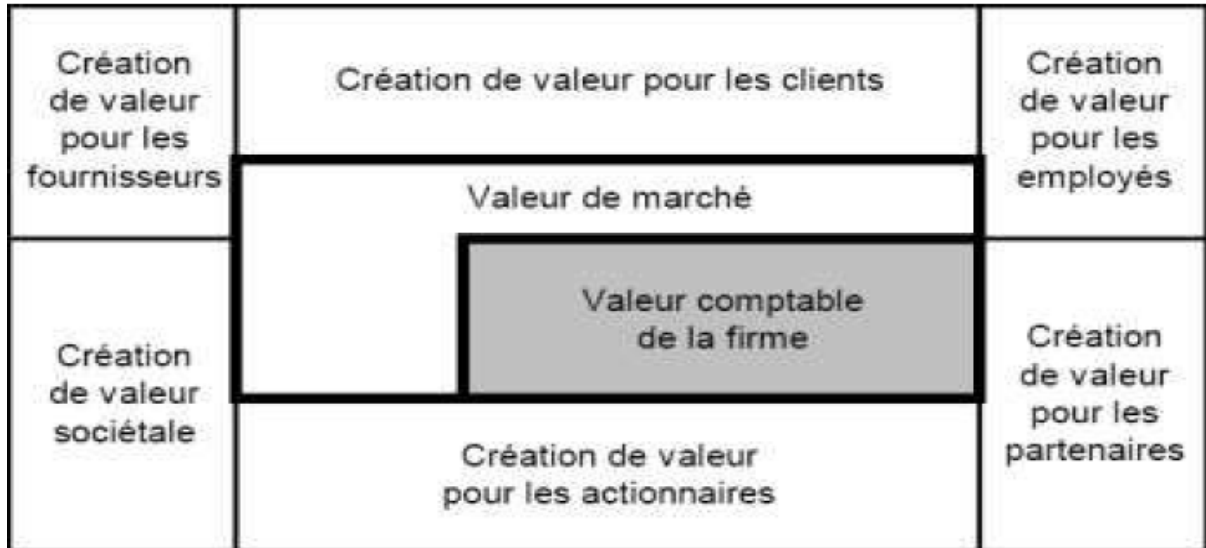 Création
de valeur
pour les
fournisseurs
Création de valeur pour les clients
Création
de valeur
pour les
employés
Valeur de marché
Valeur comptable
de la firme
Création
de valeur
sociétale
Création de valeur
pour les actionnaires
Création
de valeur
pour les
partenaires